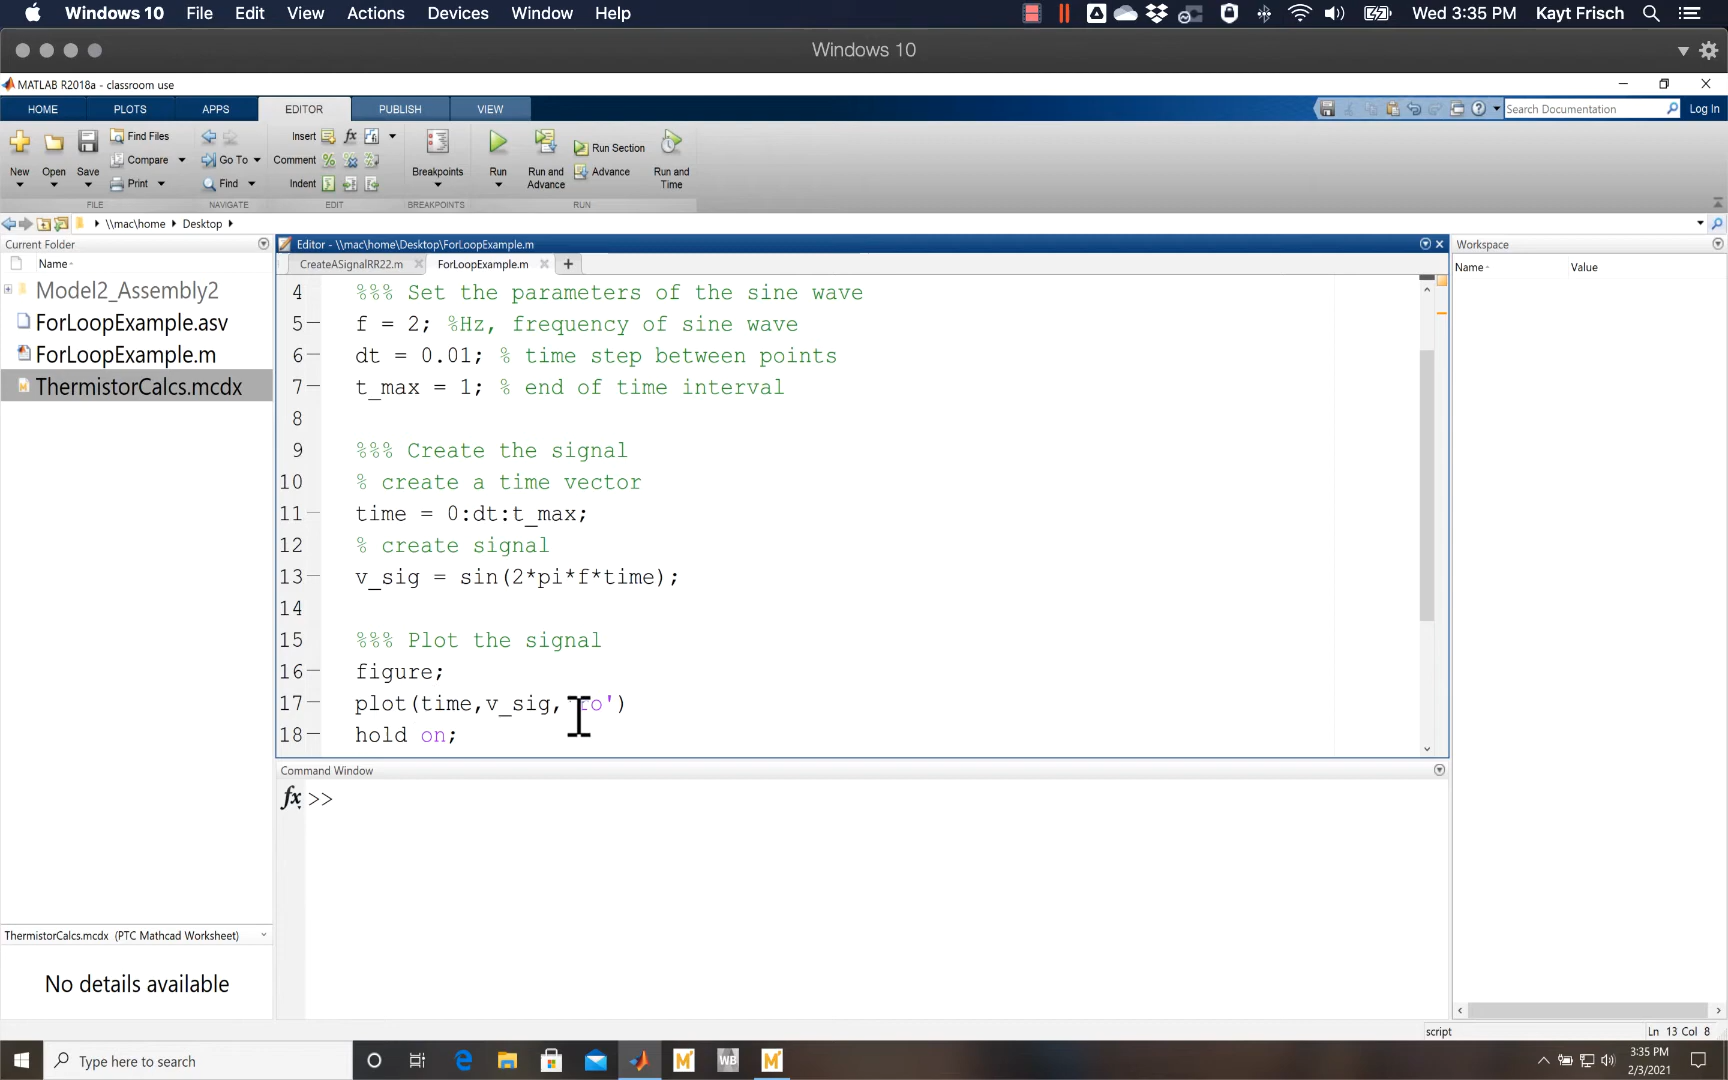 Windows 10 File Edit View Actions Devices Window Help Wed 3:35 PM Kayt Frisch
Windows 10
MATLAB R2018a - classroom use
HOME PLOTS APPS EDITOR PUBLISH VIEW Search Documentation Log In
New Open Save Find Files Compare Print Go To Find Insert Comment Indent Breakpoints Run Run and Advance Run Section Advance Run and Time
FILE NAVIGATE EDIT BREAKPOINTS RUN
\\mac\home Desktop
Current Folder
Name
Model2_Assembly2
ForLoopExample.asv
ForLoopExample.m
ThermistorCalcs.mcdx
ThermistorCalcs.mcdx (PTC Mathcad Worksheet)
No details available
Editor - \\mac\home\Desktop\ForLoopExample.m
CreateASignalRR22.m ForLoopExample.m
4 %%% Set the parameters of the sine wave
5 f = 2; %Hz, frequency of sine wave
6 dt = 0.01; % time step between points
7 t_max = 1; % end of time interval
8
9 %%% Create the signal
10 % create a time vector
11 time = 0:dt:t_max;
12 % create signal
13 v_sig = sin(2*pi*f*time);
14
15 %%% Plot the signal
16 figure;
17 plot(time,v_sig,'ro')
18 hold on;
Command Window
fx >>
Workspace
Name Value
script Ln 13 Col 8
Type here to search WB 3:35 PM
2/3/2021